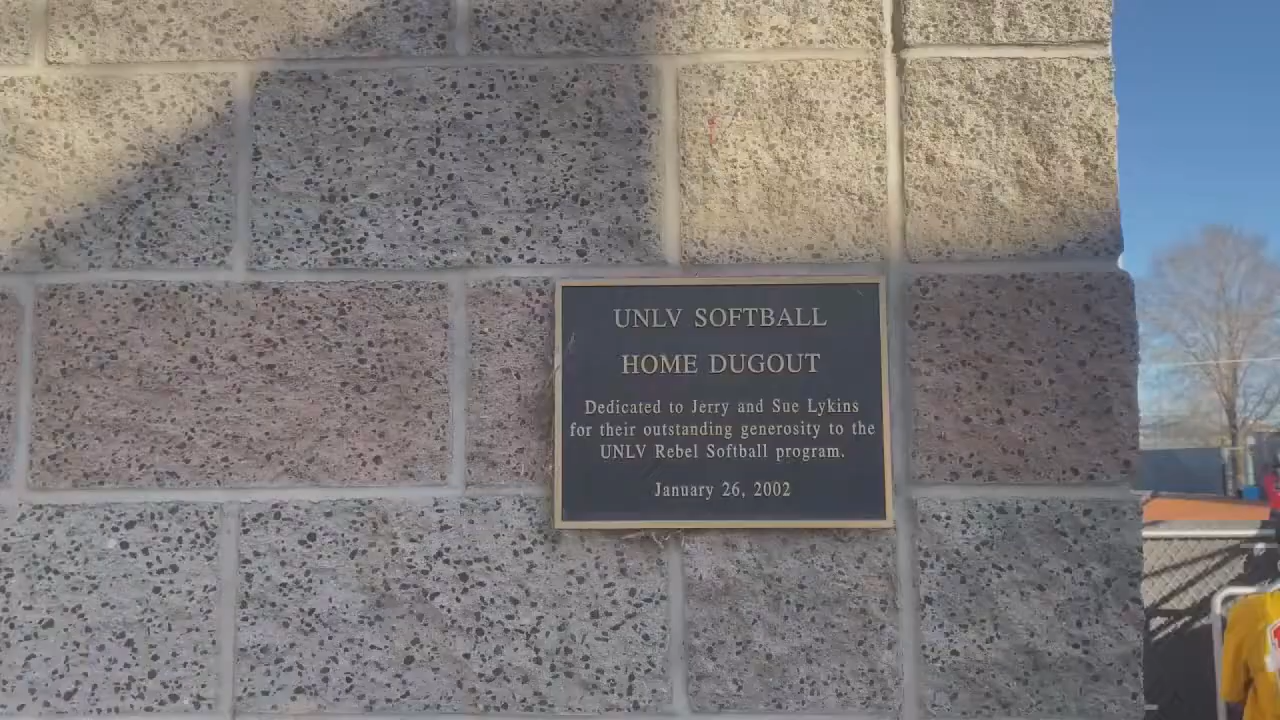 UNLV SOFTBALL
HOME DUGOUT
Dedicated to Jerry and Sue Lykins
for their outstanding generosity to the
UNLV Rebel Softball program.
January 26, 2002